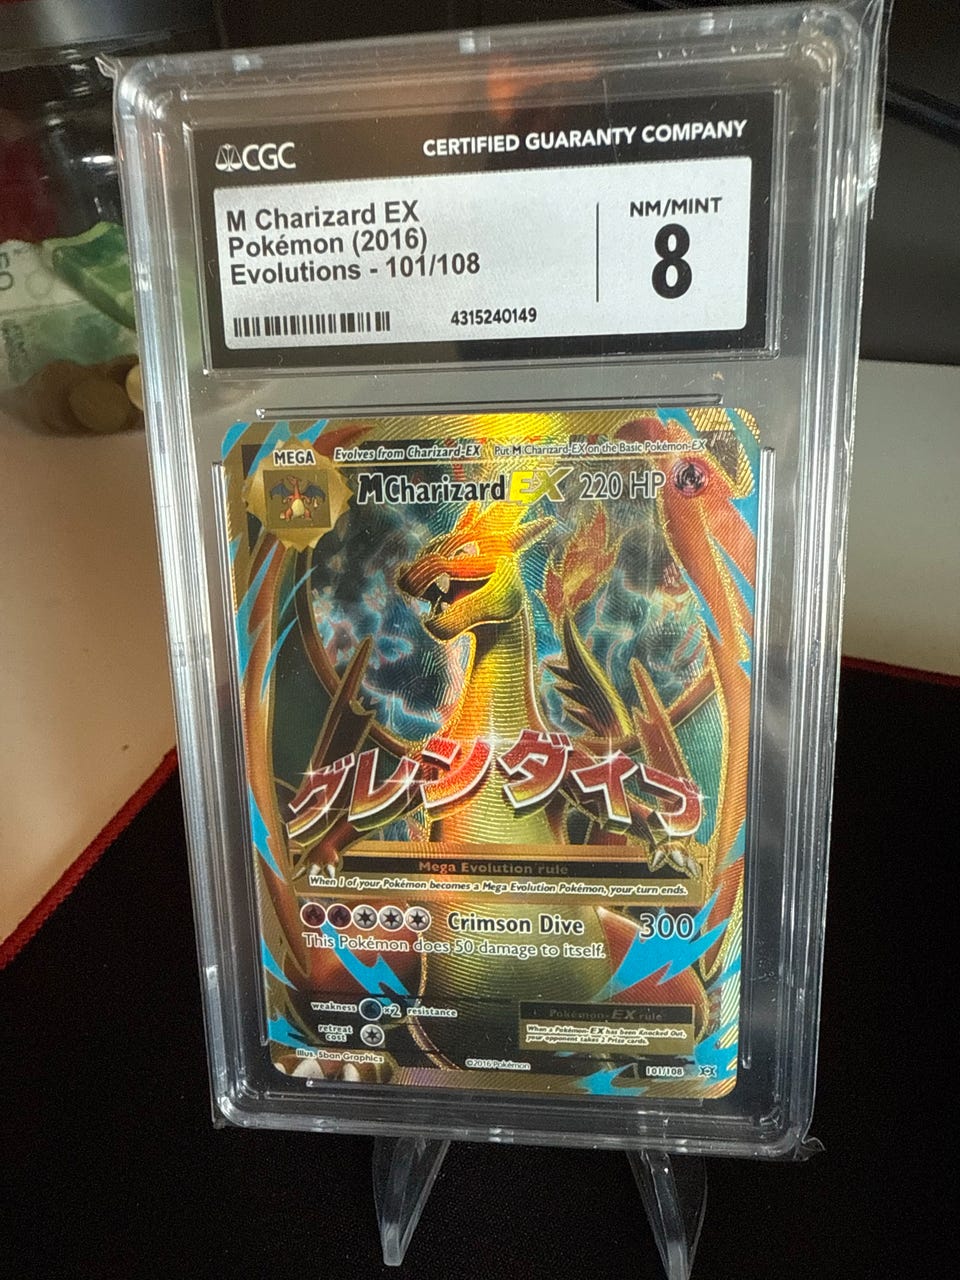 CGC
CERTIFIED GUARANTY COMPANY
M Charizard EX
Pokémon (2016)
Evolutions - 101/108
NM/MINT
8
4315240149
MEGA
Evolves from Charizard-EX
Put M Charizard-EX on the Basic Pokémon-EX
M Charizard EX 220 HP
グレンダイブ
Mega Evolution rule
When 1 of your Pokémon becomes a Mega Evolution Pokémon, your turn ends.
Crimson Dive 300
This Pokémon does 50 damage to itself.
weakness ×2 resistance
retreat
cost
Pokémon-EX rule
When a Pokémon-EX has been Knocked Out,
your opponent takes 2 Prize cards.
Illus. 5ban Graphics
©2016 Pokémon
101/108